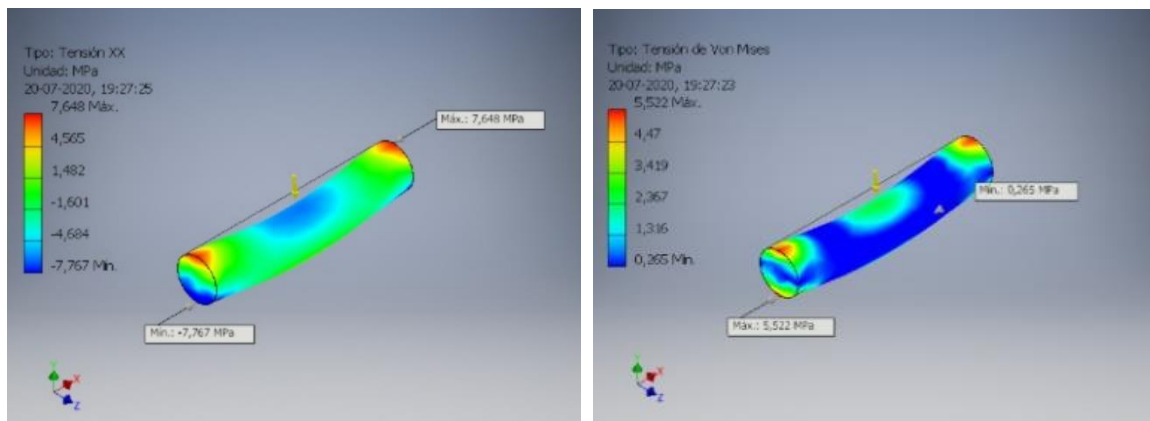 Tipo: Tensión XX
Unidad: MPa
20-07-2020, 19:27:25
7,648 Máx.
4,565
1,482
-1,601
-4,684
-7,767 Mín.
Máx.: 7,648 MPa
Mín.: -7,767 MPa
Y
X
Z
Tipo: Tensión de Von Mises
Unidad: MPa
20-07-2020, 19:27:23
5,522 Máx.
4,47
3,419
2,367
1,316
0,265 Mín.
Mín.: 0,265 MPa
Máx.: 5,522 MPa
Y
X
Z